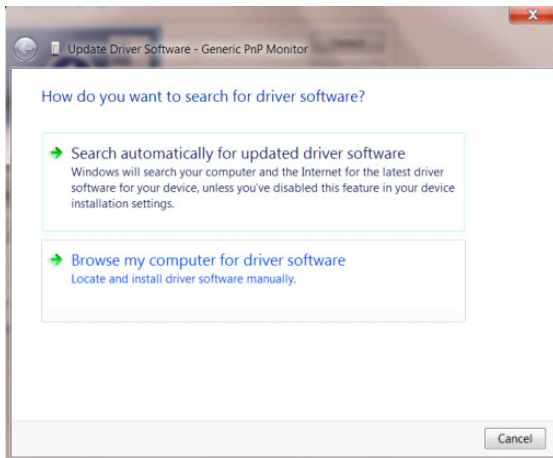 Update Driver Software - Generic PnP Monitor
How do you want to search for driver software?
Search automatically for updated driver software
Windows will search your computer and the Internet for the latest driver
software for your device, unless you've disabled this feature in your device
installation settings.
Browse my computer for driver software
Locate and install driver software manually.
Cancel